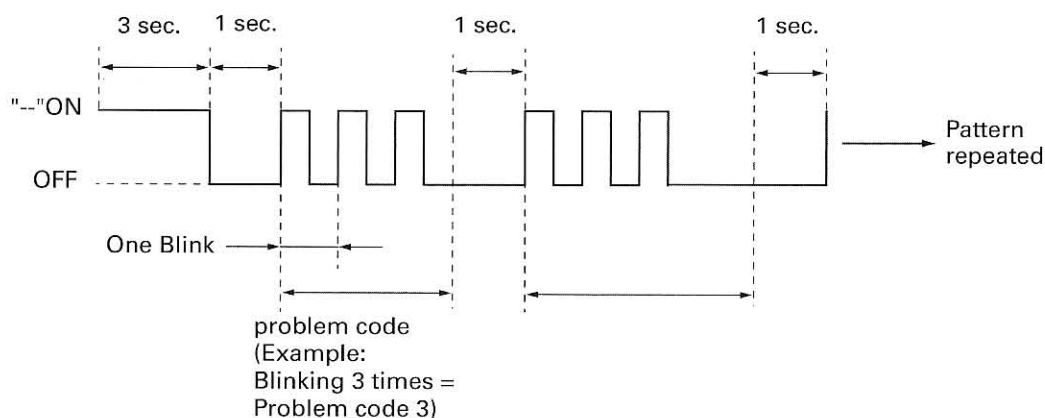 3 sec.
1 sec.
1 sec.
1 sec.
"--"ON
OFF
Pattern
repeated
One Blink
problem code
(Example:
Blinking 3 times =
Problem code 3)